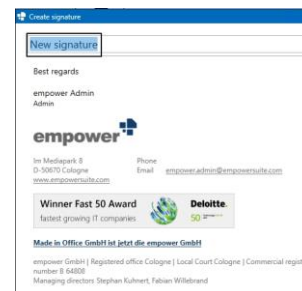 Create signature
New signature
Best regards
empower Admin
Admin
empower
Im Mediapark 8 Phone
D-50670 Cologne Email empower.admin@empowersuite.com
www.empowersuite.com
Winner Fast 50 Award
fastest growing IT companies
Deloitte.
50
Made in Office GmbH ist jetzt die empower GmbH
empower GmbH | Registered office Cologne | Local Court Cologne | Commercial regist
number B 64808
Managing directors Stephan Kuhnert, Fabian Willebrand